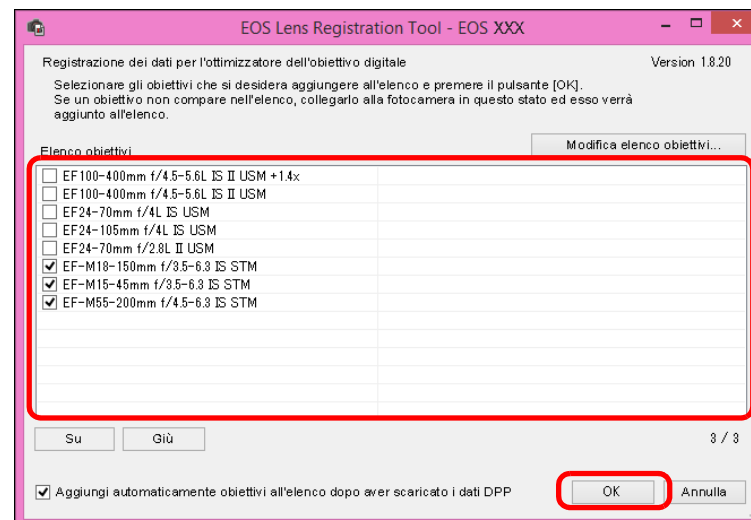 EOS Lens Registration Tool - EOS XXX
Registrazione dei dati per l'ottimizzatore dell'obiettivo digitale
Version 1.8.20
Selezionare gli obiettivi che si desidera aggiungere all'elenco e premere il pulsante [OK].
Se un obiettivo non compare nell'elenco, collegarlo alla fotocamera in questo stato ed esso verrà
aggiunto all'elenco.
Elenco obiettivi
Modifica elenco obiettivi...
EF100-400mm f/4.5-5.6L IS II USM +1.4x
EF100-400mm f/4.5-5.6L IS II USM
EF24-70mm f/4L IS USM
EF24-105mm f/4L IS USM
EF24-70mm f/2.8L II USM
EF-M18-150mm f/3.5-6.3 IS STM
EF-M15-45mm f/3.5-6.3 IS STM
EF-M55-200mm f/4.5-6.3 IS STM
Su
Giù
3 / 3
Aggiungi automaticamente obiettivi all'elenco dopo aver scaricato i dati DPP
OK
Annulla